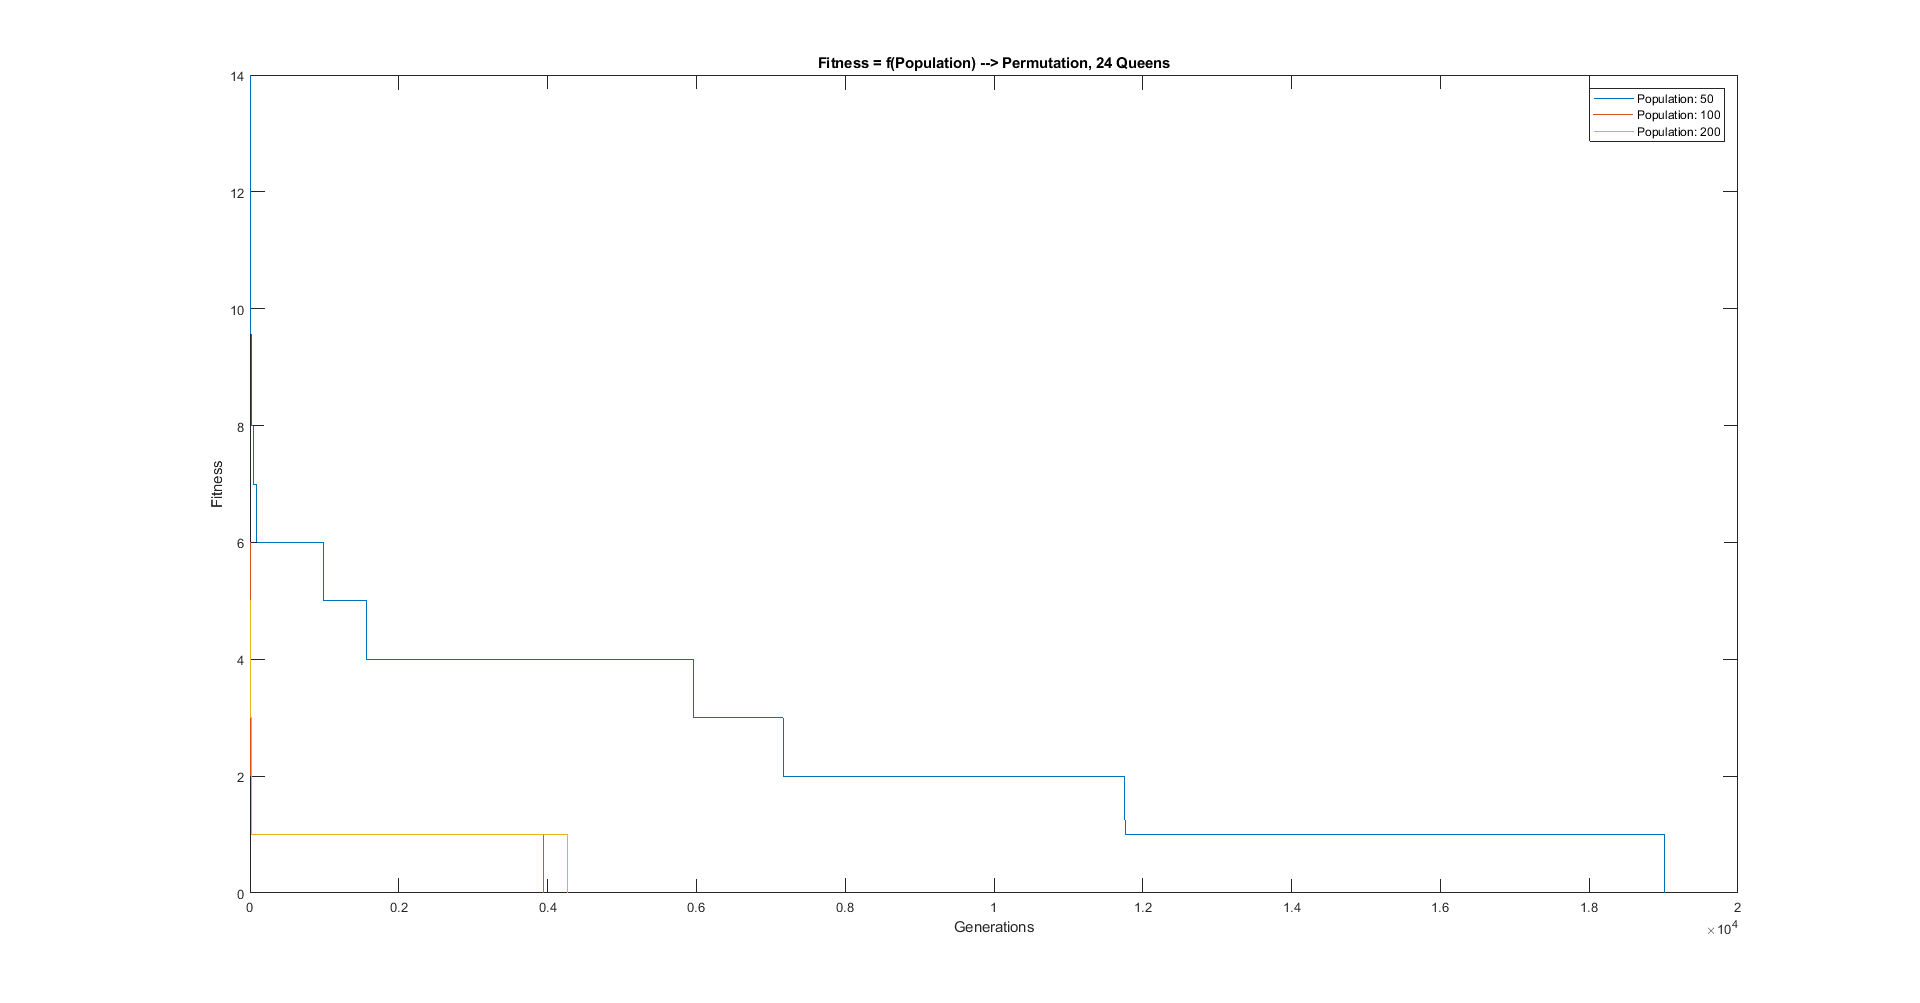 Fitness = f(Population) --> Permutation, 24 Queens
Population: 50
Population: 100
Population: 200
14
12
10
8
6
4
2
0
Fitness
0 0.2 0.4 0.6 0.8 1 1.2 1.4 1.6 1.8 2
Generations
×10⁴